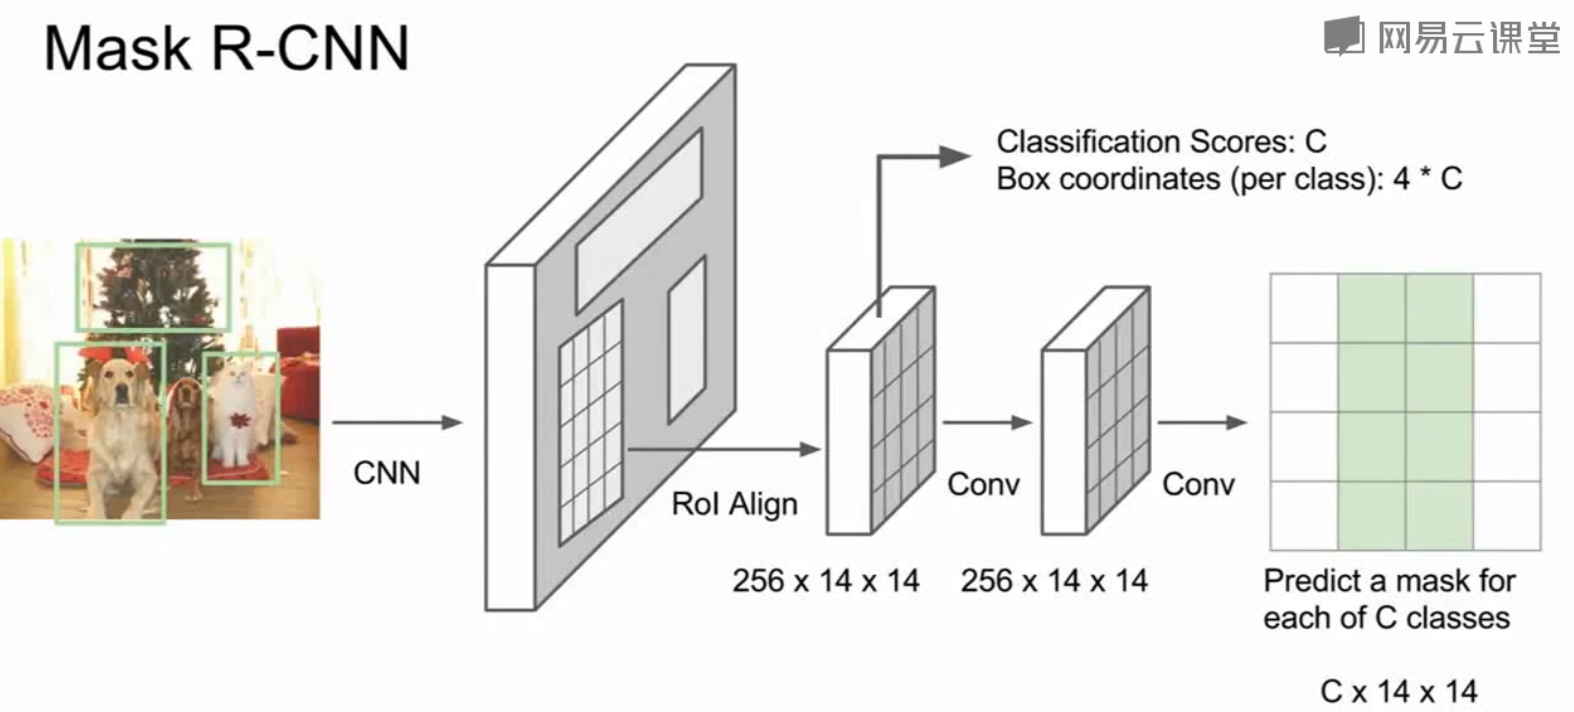 Mask R-CNN
网易云课堂
Classification Scores: C
Box coordinates (per class): 4 * C
CNN
RoI Align
Conv
Conv
256 x 14 x 14
256 x 14 x 14
Predict a mask for
each of C classes
C x 14 x 14